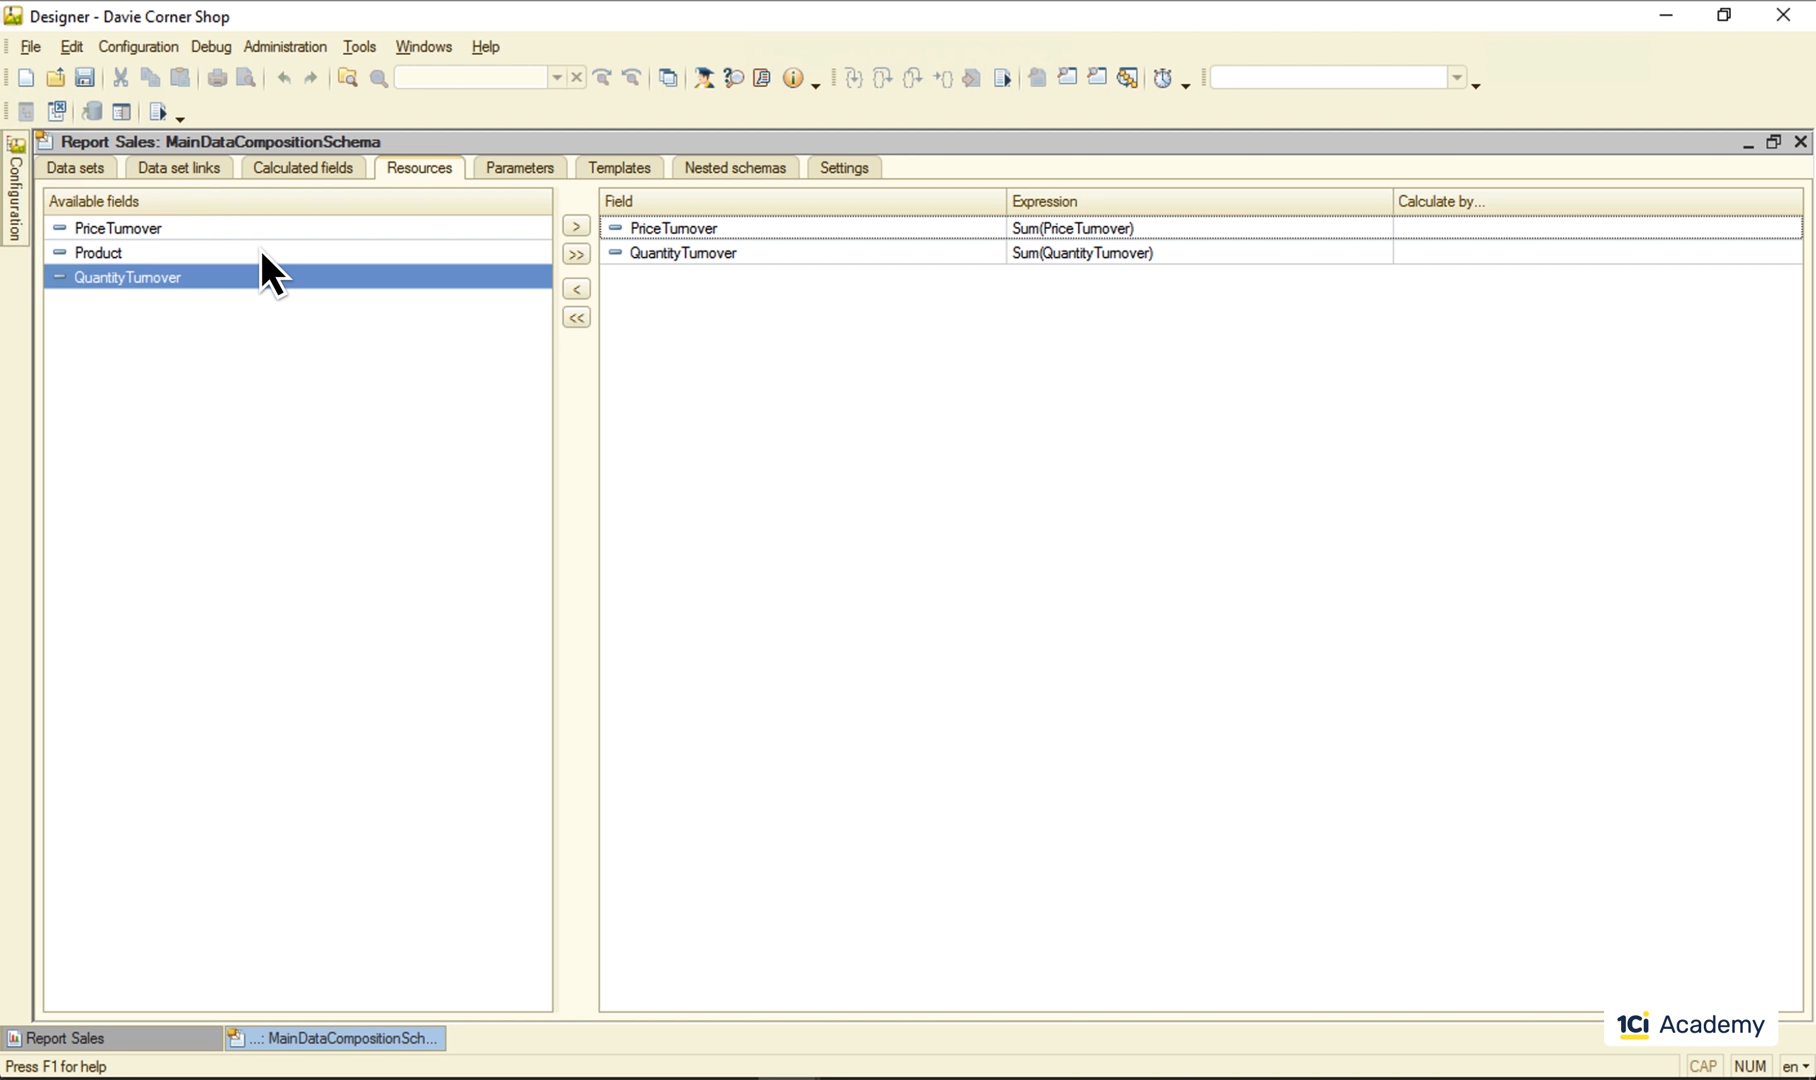 Designer - Davie Corner Shop
File Edit Configuration Debug Administration Tools Windows Help
Configuration
Report Sales: MainDataCompositionSchema
Data sets Data set links Calculated fields Resources Parameters Templates Nested schemas Settings
Available fields
PriceTurnover
Product
QuantityTurnover
> >> < <<
Field Expression Calculate by...
PriceTurnover Sum(PriceTurnover)
QuantityTurnover Sum(QuantityTurnover)
1Ci Academy
Report Sales ...: MainDataCompositionSch...
Press F1 for help CAP NUM en